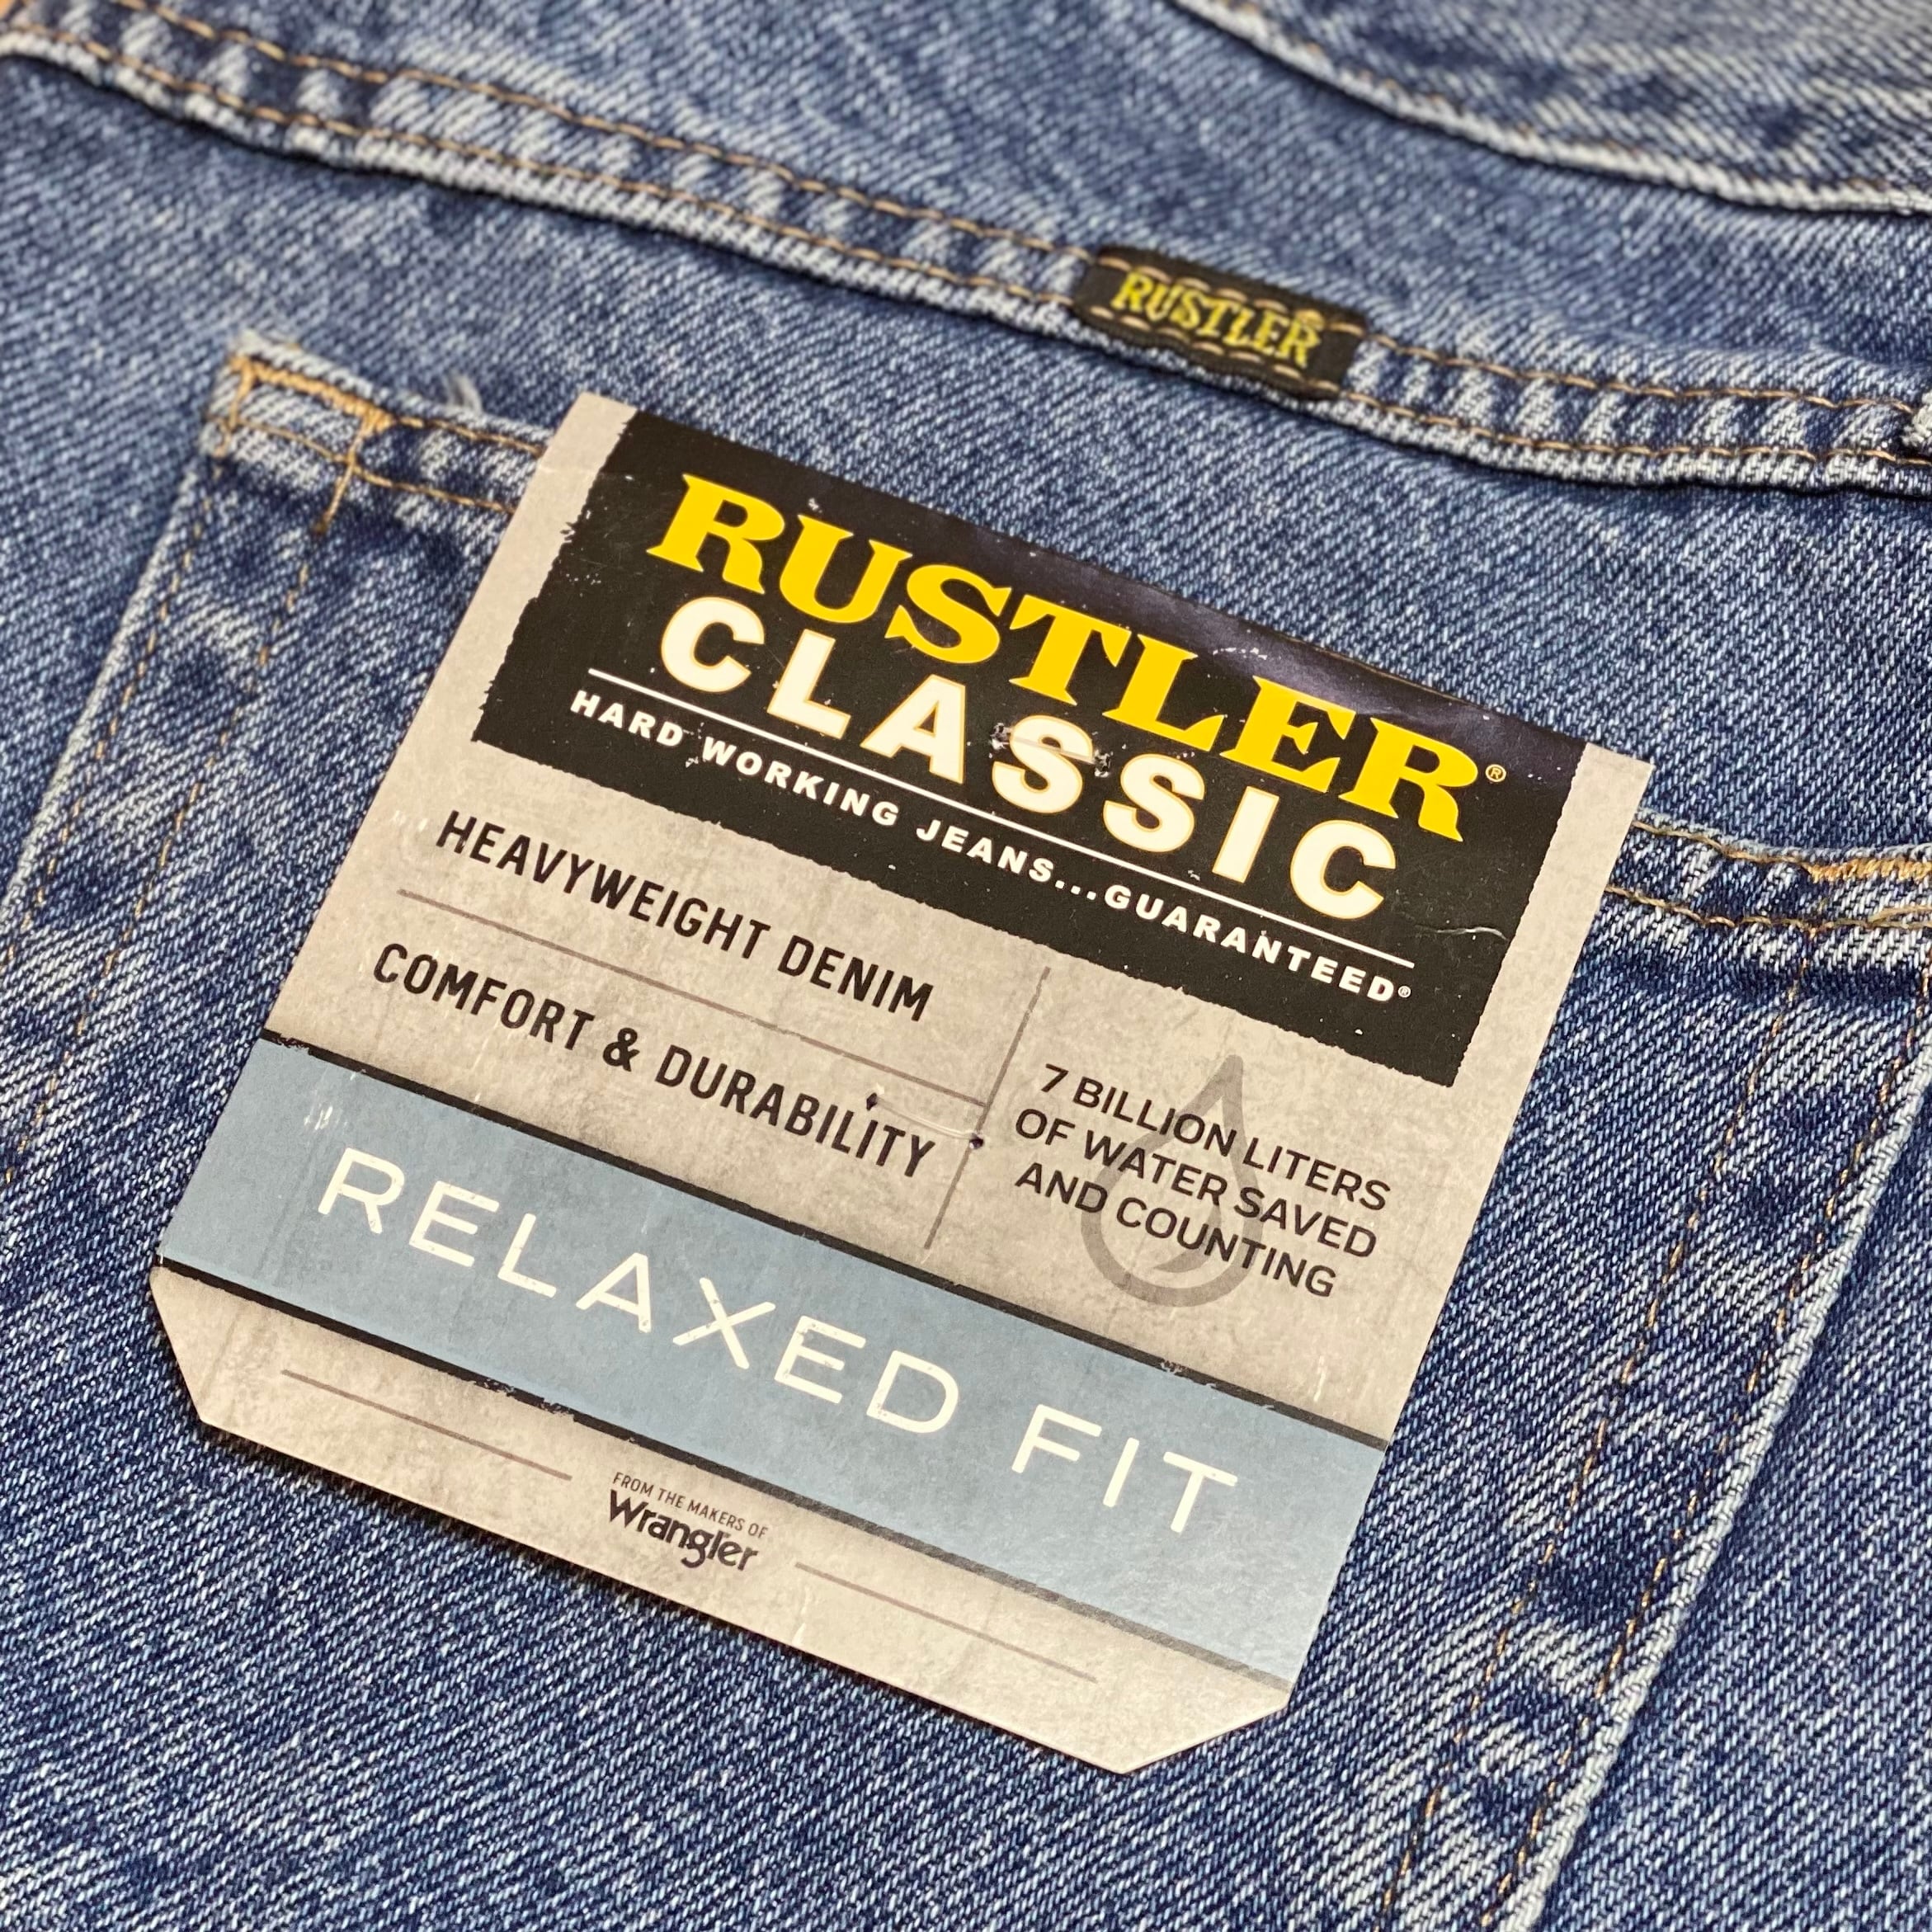 RUSTLER
RUSTLER®
CLASSIC
HARD WORKING JEANS...GUARANTEED®
HEAVYWEIGHT DENIM
COMFORT & DURABILITY
7 BILLION LITERS
OF WATER SAVED
AND COUNTING
RELAXED FIT
FROM THE MAKERS OF
Wrangler